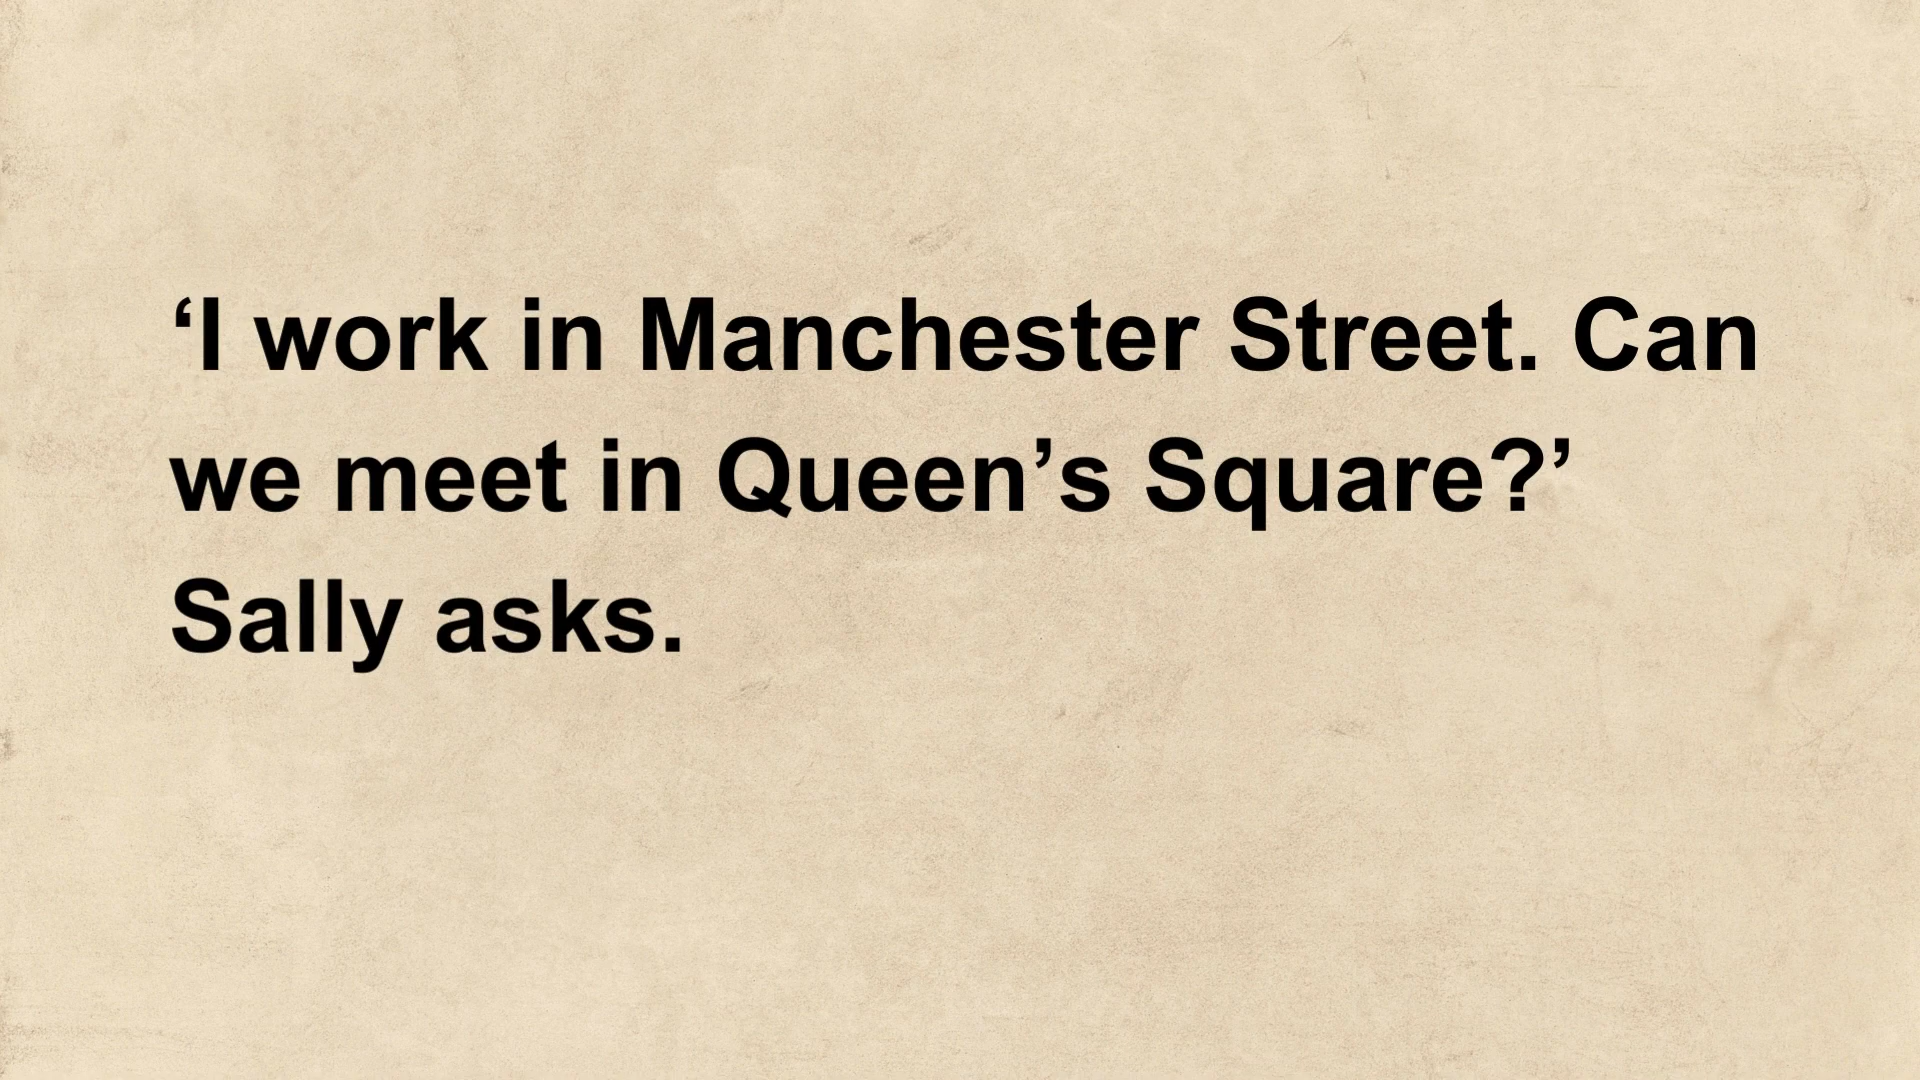 ‘I work in Manchester Street. Can
we meet in Queen’s Square?’
Sally asks.